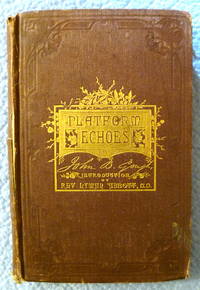 PLATFORM
ECHOES
John B. Gough
INTRODUCTION
BY
REV LYMAN ABBOTT, D.D.